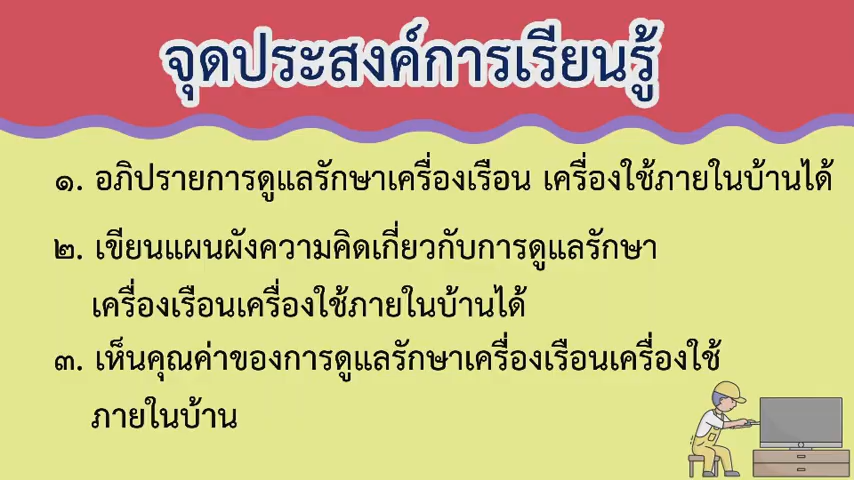 จุดประสงค์การเรียนรู้
๑. อภิปรายการดูแลรักษาเครื่องเรือน เครื่องใช้ภายในบ้านได้
๒. เขียนแผนผังความคิดเกี่ยวกับการดูแลรักษา
เครื่องเรือนเครื่องใช้ภายในบ้านได้
๓. เห็นคุณค่าของการดูแลรักษาเครื่องเรือนเครื่องใช้
ภายในบ้าน